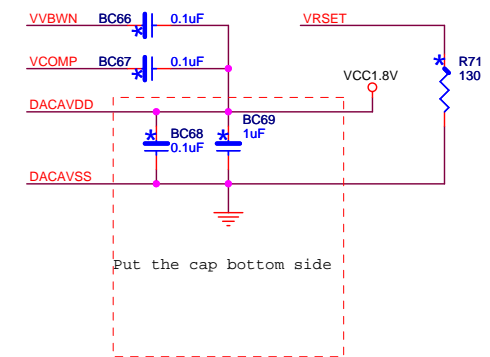 VVBWN BC66 0.1uF VRSET
VCOMP BC67 0.1uF R71
130
VCC1.8V
DACAVDD
BC69
BC68 1uF
0.1uF
DACAVSS
Put the cap bottom side